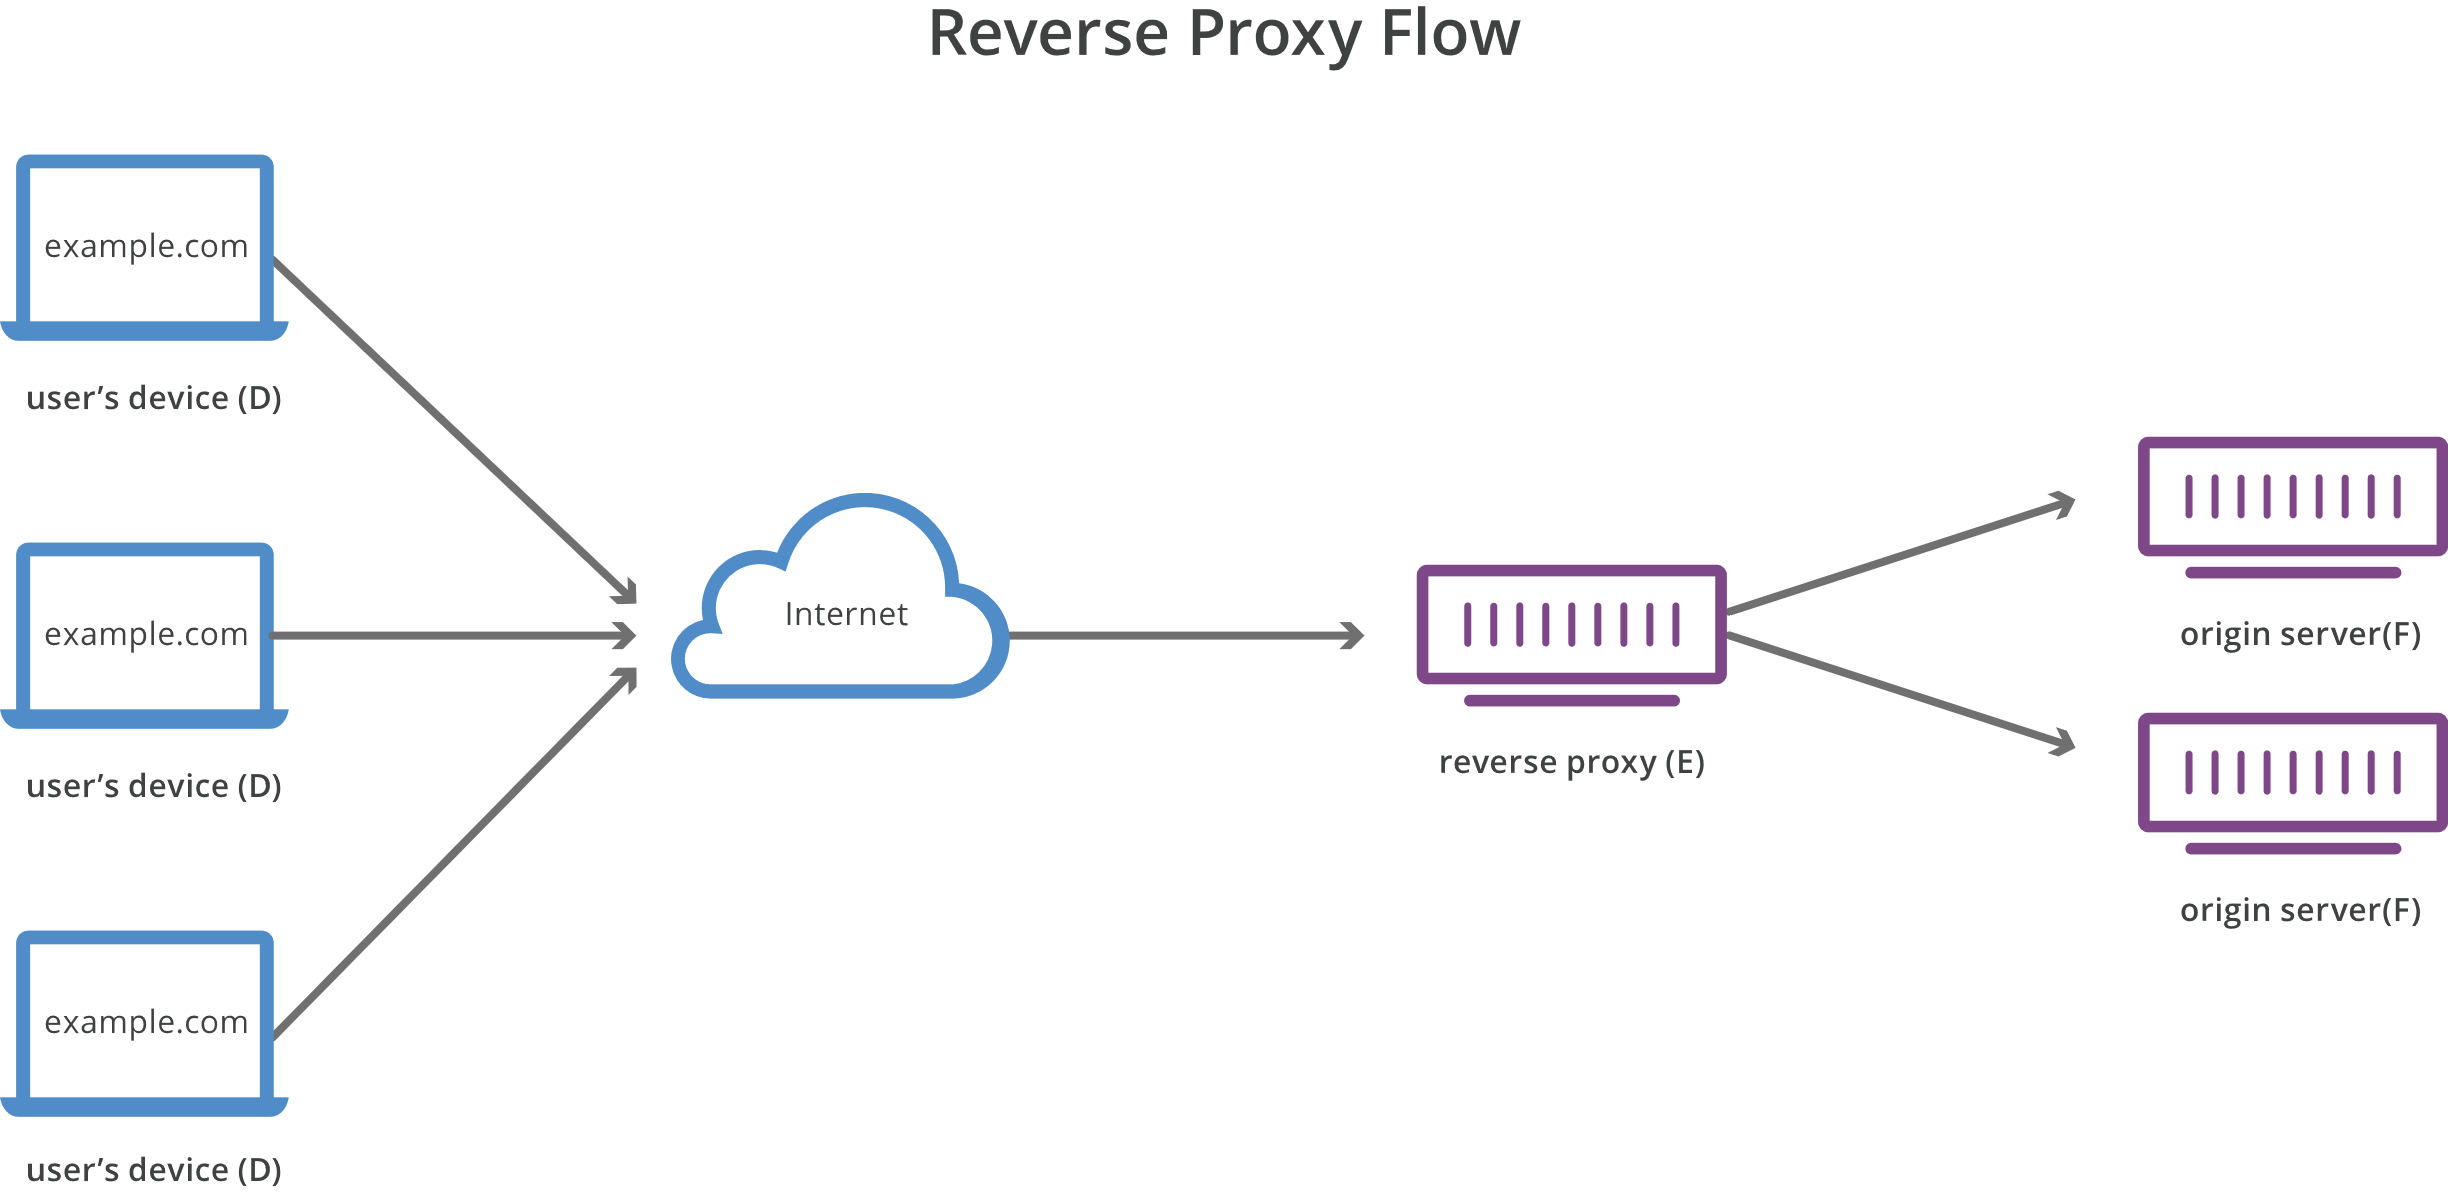 Reverse Proxy Flow
example.com
user’s device (D)
example.com
user’s device (D)
example.com
user’s device (D)
Internet
reverse proxy (E)
origin server(F)
origin server(F)